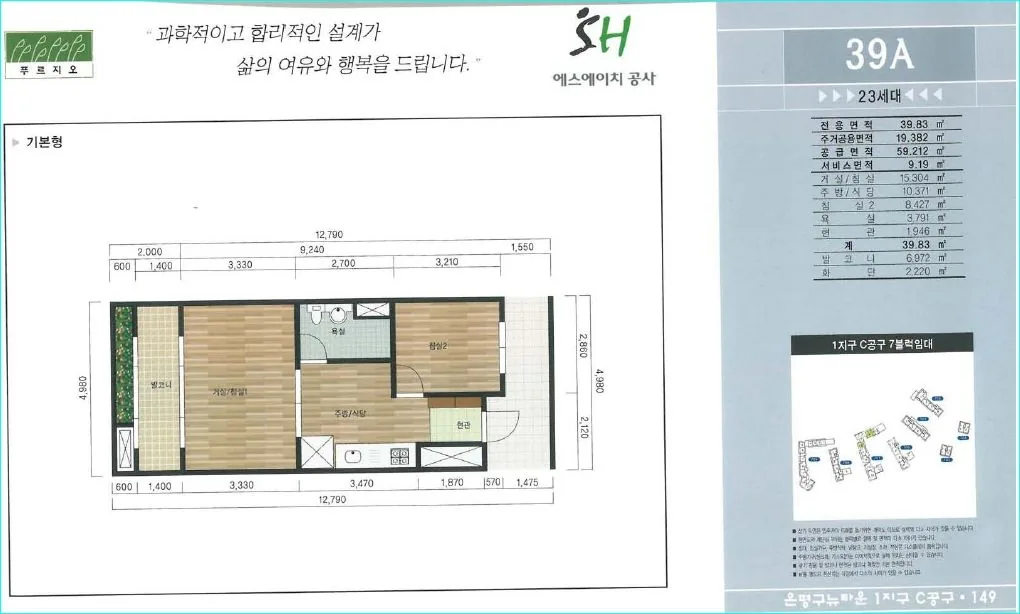 푸르지오
“과학적이고 합리적인 설계가
삶의 여유와 행복을 드립니다.”
SH
에스에이치 공사
기본형
12,790
2,000 9,240 1,550
600 1,400 3,330 2,700 3,210
4,980
발코니
거실/침실1
욕실
침실2
주방/식당
현관
2,860
2,120
4,980
600 1,400 3,330 3,470 1,870 570 1,475
12,790
39A
23세대
전용면적 39.83 ㎡
주거공용면적 19.382 ㎡
공급면적 59.212 ㎡
서비스면적 9.19 ㎡
거실/침실 15.304 ㎡
주방/식당 10.371 ㎡
침실2 8.427 ㎡
욕실 3.791 ㎡
현관 1.946 ㎡
계 39.83 ㎡
발코니 6.972 ㎡
화단 2.220 ㎡
1지구 C공구 7블럭임대
은평구뉴타운 1지구 C공구 • 149